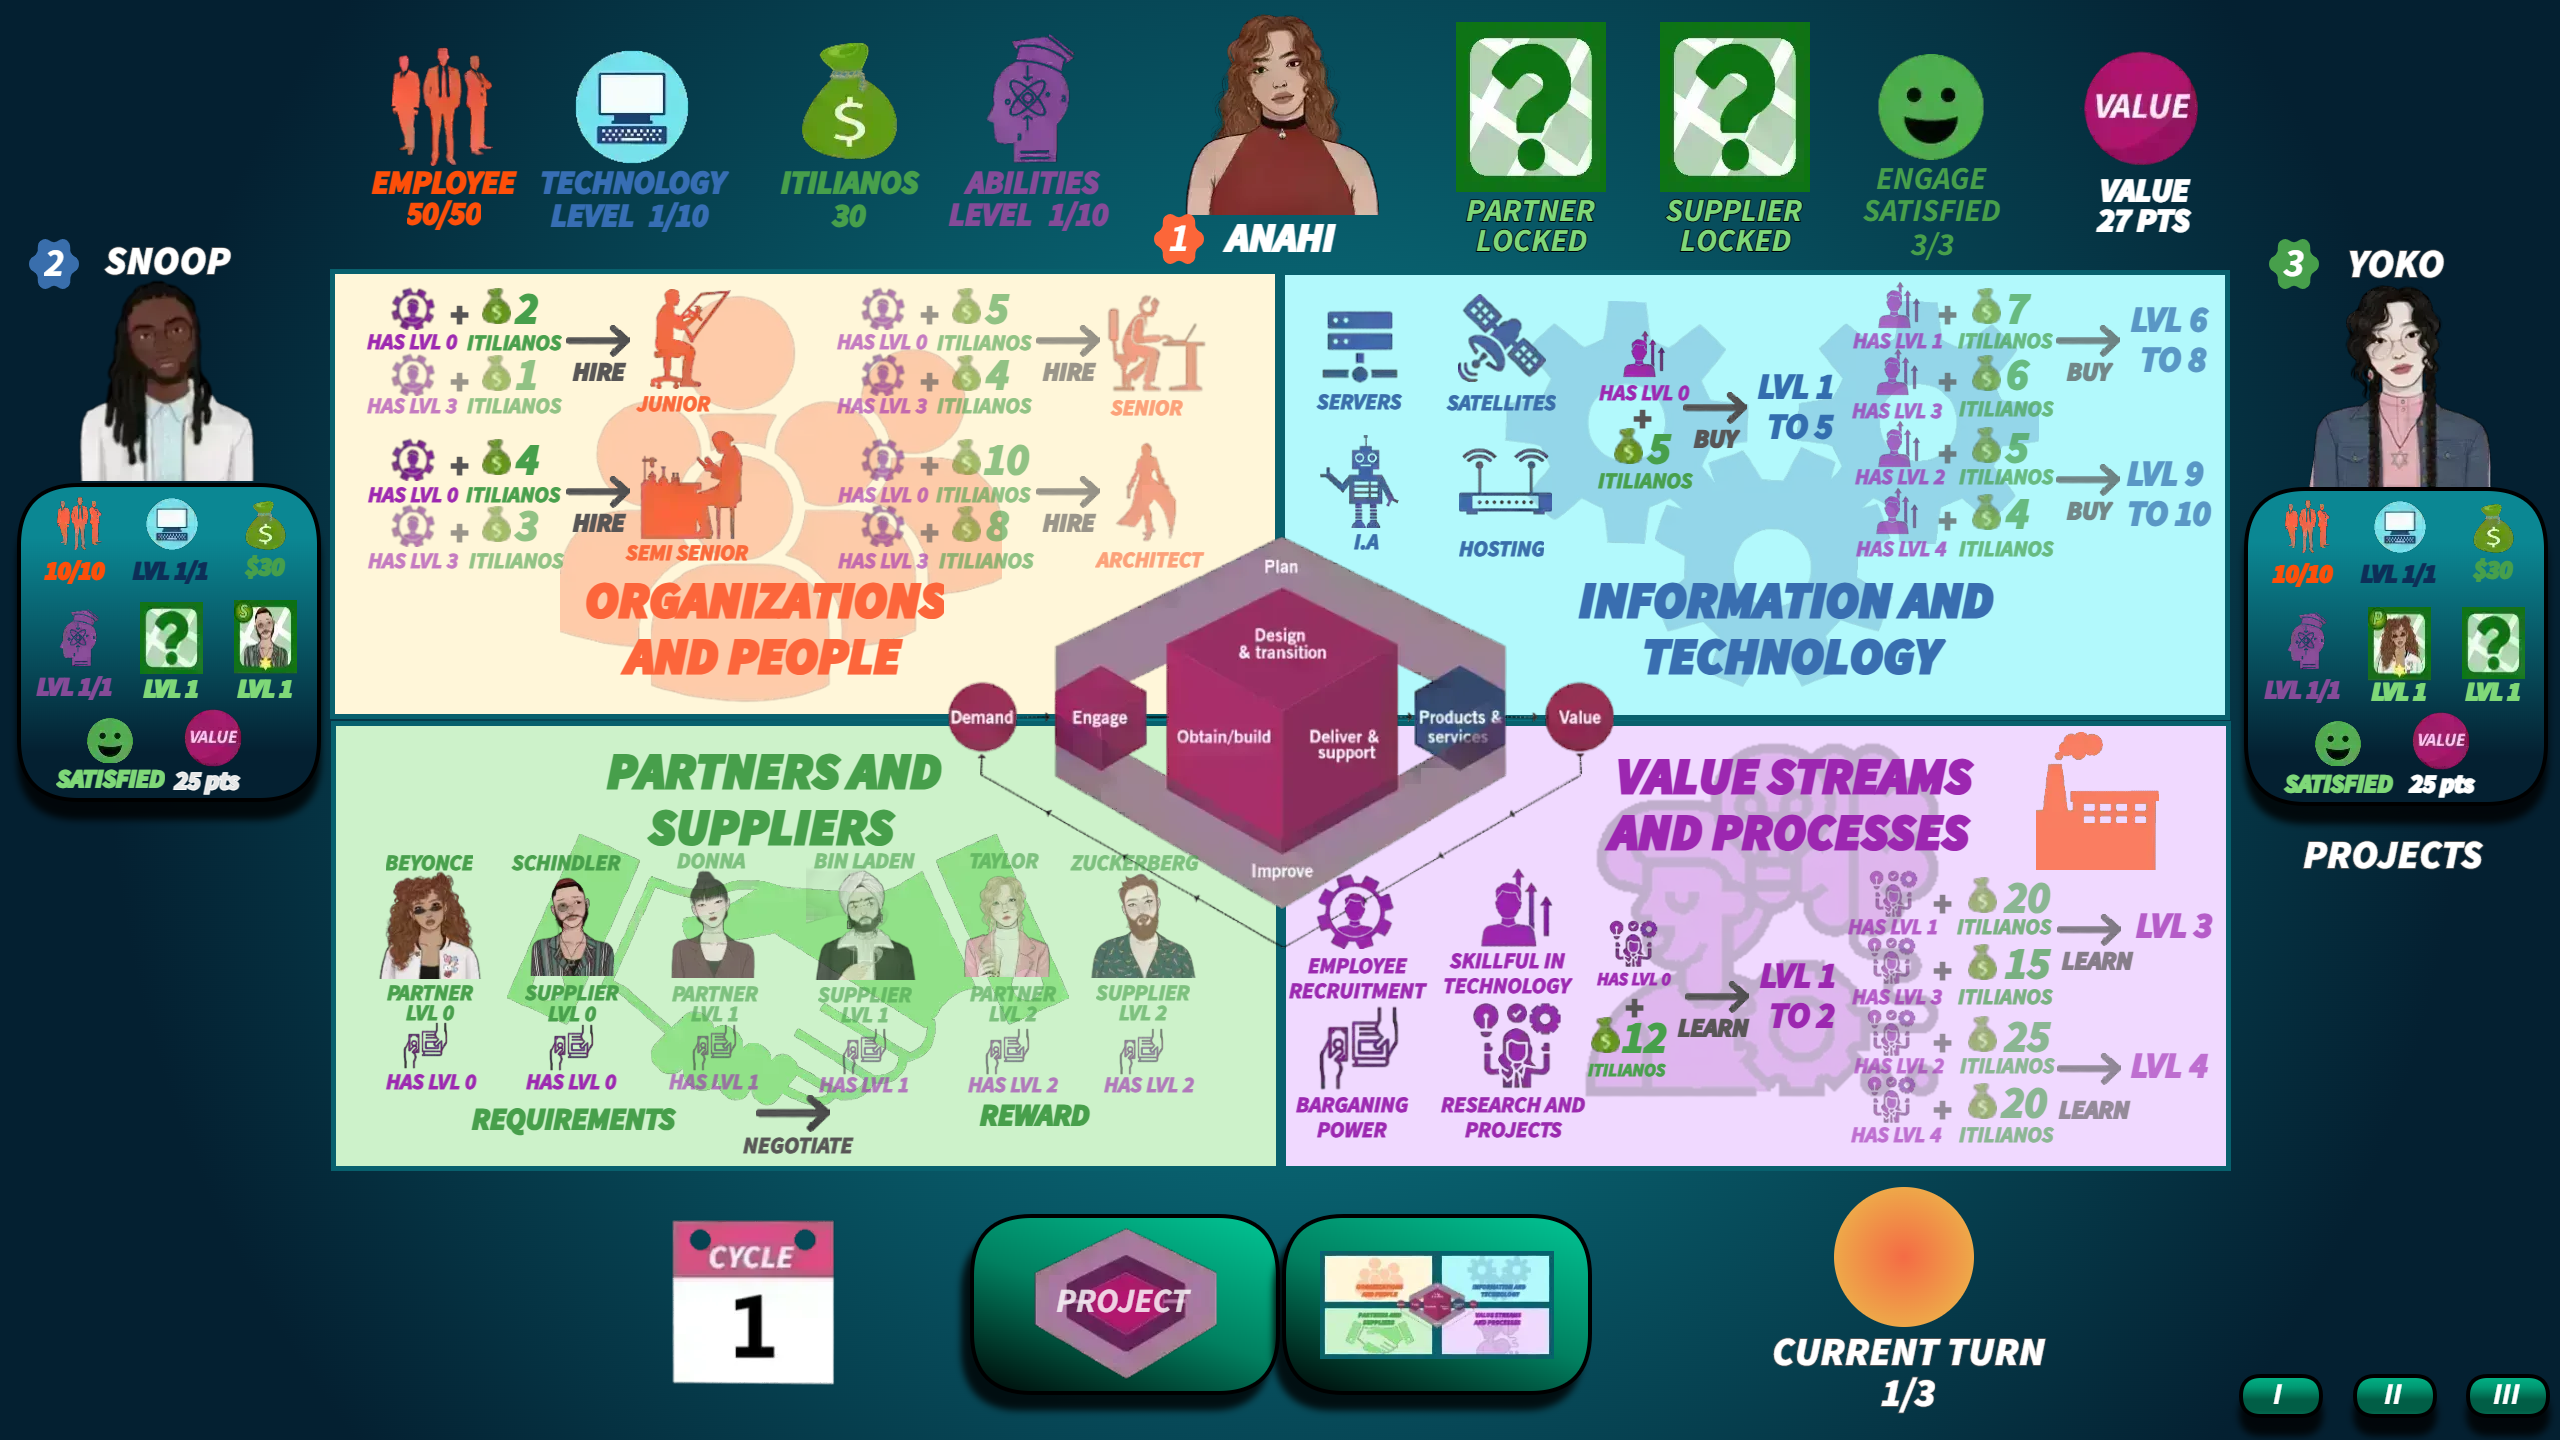 EMPLOYEE
50/50
TECHNOLOGY
LEVEL 1/10
$
ITILIANOS
30
ABILITIES
LEVEL 1/10
1 ANAHI
?
PARTNER
LOCKED
?
SUPPLIER
LOCKED
ENGAGE
SATISFIED
3/3
VALUE
VALUE
27 PTS
2 SNOOP
10/10
LVL 1/1
$
$30
LVL 1/1
?
LVL 1
$
LVL 1
SATISFIED
VALUE
25 pts
3 YOKO
10/10
LVL 1/1
$
$30
LVL 1/1
LVL 1
?
LVL 1
SATISFIED
VALUE
25 pts
PROJECTS
+ $ 2
HAS LVL 0 ITILIANOS
+ $ 1
HAS LVL 3 ITILIANOS
HIRE
JUNIOR
+ $ 5
HAS LVL 0 ITILIANOS
+ $ 4
HAS LVL 3 ITILIANOS
HIRE
SENIOR
+ $ 4
HAS LVL 0 ITILIANOS
+ $ 3
HAS LVL 3 ITILIANOS
HIRE
SEMI SENIOR
+ $ 10
HAS LVL 0 ITILIANOS
+ $ 8
HAS LVL 3 ITILIANOS
HIRE
ARCHITECT
ORGANIZATIONS
AND PEOPLE
SERVERS
SATELLITES
I.A
HOSTING
HAS LVL 0
+
$ 5
ITILIANOS
BUY
LVL 1
TO 5
+ $ 7
HAS LVL 1 ITILIANOS
+ $ 6
HAS LVL 3 ITILIANOS
BUY
LVL 6
TO 8
+ $ 5
HAS LVL 2 ITILIANOS
+ $ 4
HAS LVL 4 ITILIANOS
BUY
LVL 9
TO 10
INFORMATION AND
TECHNOLOGY
Plan
Design
& transition
Demand
Engage
Obtain/build
Deliver &
support
Products &
services
Value
Improve
PARTNERS AND
SUPPLIERS
BEYONCE
SCHINDLER
DONNA
BIN LADEN
TAYLOR
ZUCKERBERG
PARTNER
LVL 0
SUPPLIER
LVL 0
PARTNER
LVL 1
SUPPLIER
LVL 1
PARTNER
LVL 2
SUPPLIER
LVL 2
HAS LVL 0
HAS LVL 0
HAS LVL 1
HAS LVL 1
HAS LVL 2
HAS LVL 2
REQUIREMENTS
NEGOTIATE
REWARD
VALUE STREAMS
AND PROCESSES
EMPLOYEE
RECRUITMENT
SKILLFUL IN
TECHNOLOGY
BARGANING
POWER
RESEARCH AND
PROJECTS
HAS LVL 0
+
$ 12
ITILIANOS
LEARN
LVL 1
TO 2
+ $ 20
HAS LVL 1 ITILIANOS
+ $ 15
HAS LVL 3 ITILIANOS
LEARN
LVL 3
+ $ 25
HAS LVL 2 ITILIANOS
+ $ 20
HAS LVL 4 ITILIANOS
LEARN
LVL 4
CYCLE
1
PROJECT
ORGANIZATIONS
AND PEOPLE
INFORMATION AND
TECHNOLOGY
PARTNERS AND
SUPPLIERS
VALUE STREAMS
AND PROCESSES
CURRENT TURN
1/3
I
II
III